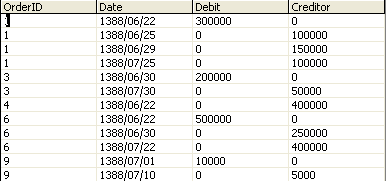 OrderID Date Debit Creditor
1 1388/06/22 300000 0
1 1388/06/25 0 100000
1 1388/06/29 0 150000
1 1388/07/25 0 100000
3 1388/06/30 200000 0
3 1388/07/30 0 50000
4 1388/06/22 0 400000
6 1388/06/22 500000 0
6 1388/06/30 0 250000
6 1388/07/22 0 400000
9 1388/07/01 10000 0
9 1388/07/10 0 5000